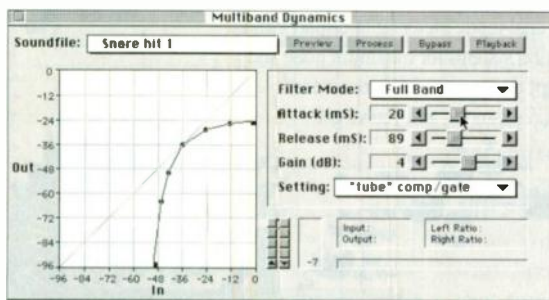 Multiband Dynamics
Soundfile: Snare hit 1 Preview Process Bypass Playback
Filter Mode: Full Band
Attack (mS): 20
Release (mS): 89
Gain (dB): 4
Setting: "tube" comp/gate
Input: Left Ratio:
Output: Right Ratio:
-7
0
-12
-24
-36
Out -48
-60
-72
-84
-96
-96 -84 -72 -60 -48 -36 -24 -12 0
In